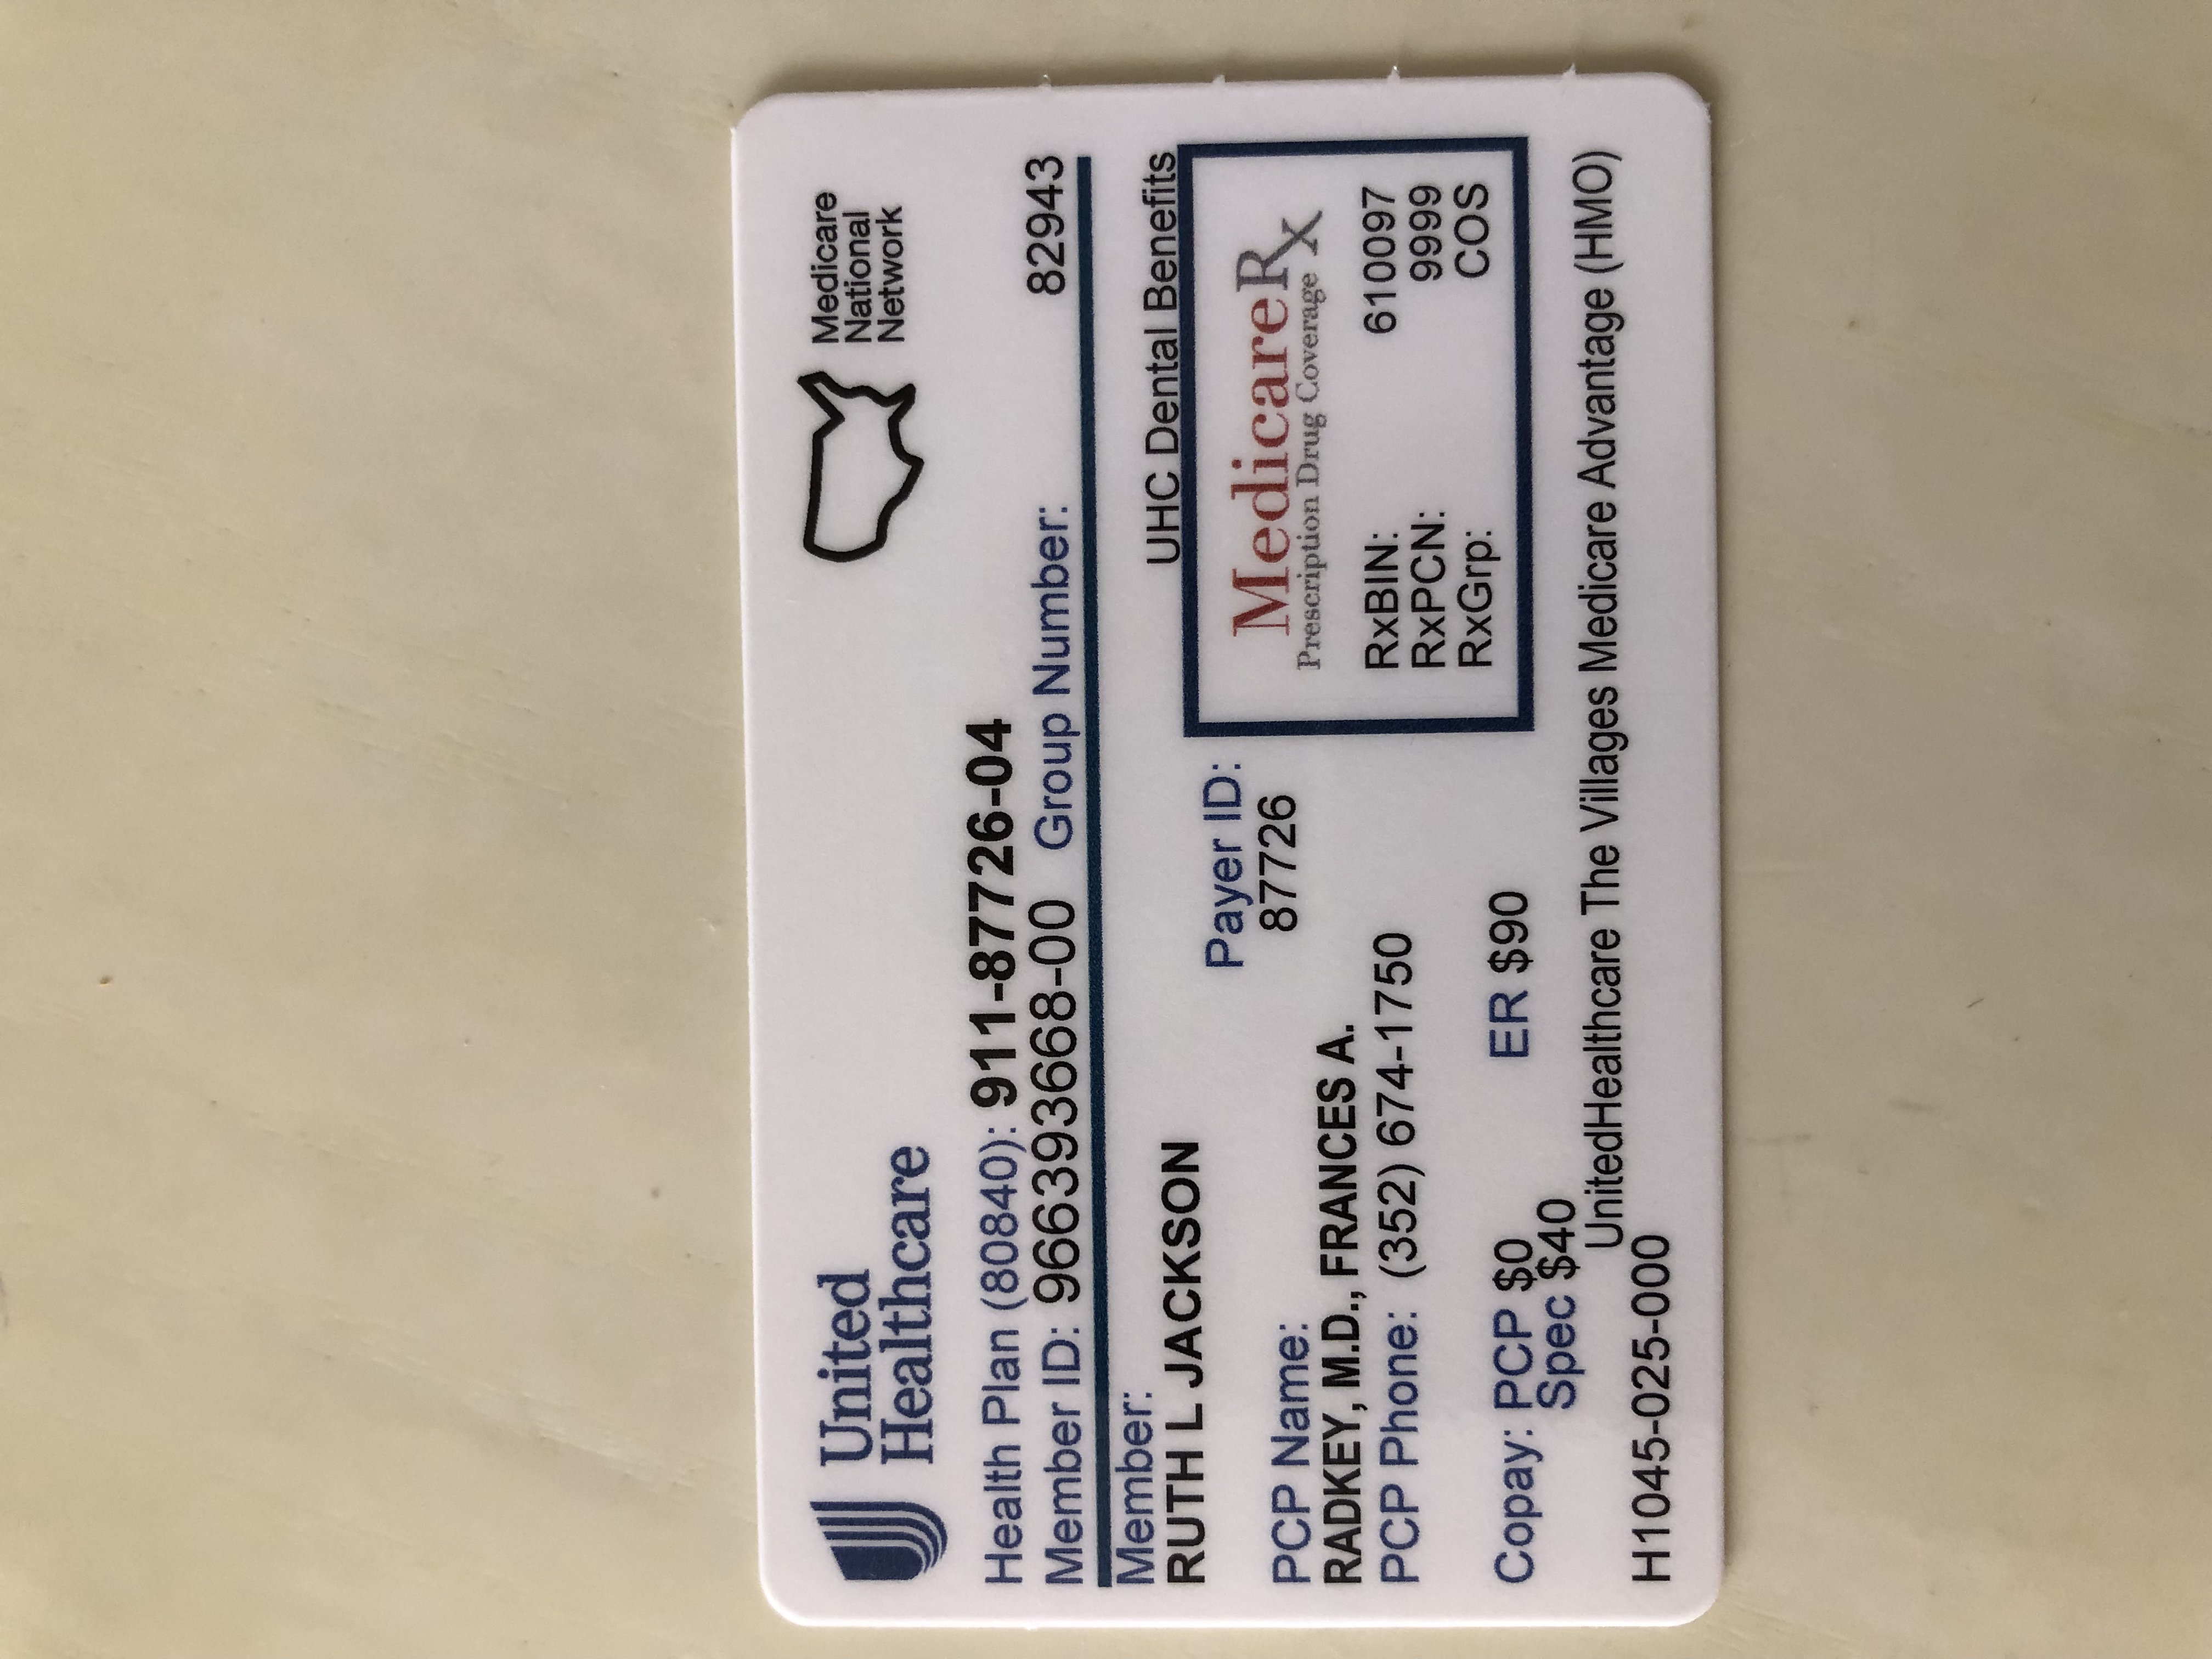 United
Healthcare
Medicare
National
Network
Health Plan (80840): 911-87726-04
Member ID: 966393668-00 Group Number: 82943
Member:
RUTH L JACKSON
UHC Dental Benefits
Payer ID:
87726
PCP Name:
RADKEY, M.D., FRANCES A.
PCP Phone: (352) 674-1750
MedicareRx
Prescription Drug Coverage
RxBIN: 610097
RxPCN: 9999
RxGrp: COS
Copay: PCP $0 ER $90
Spec $40
UnitedHealthcare The Villages Medicare Advantage (HMO)
H1045-025-000